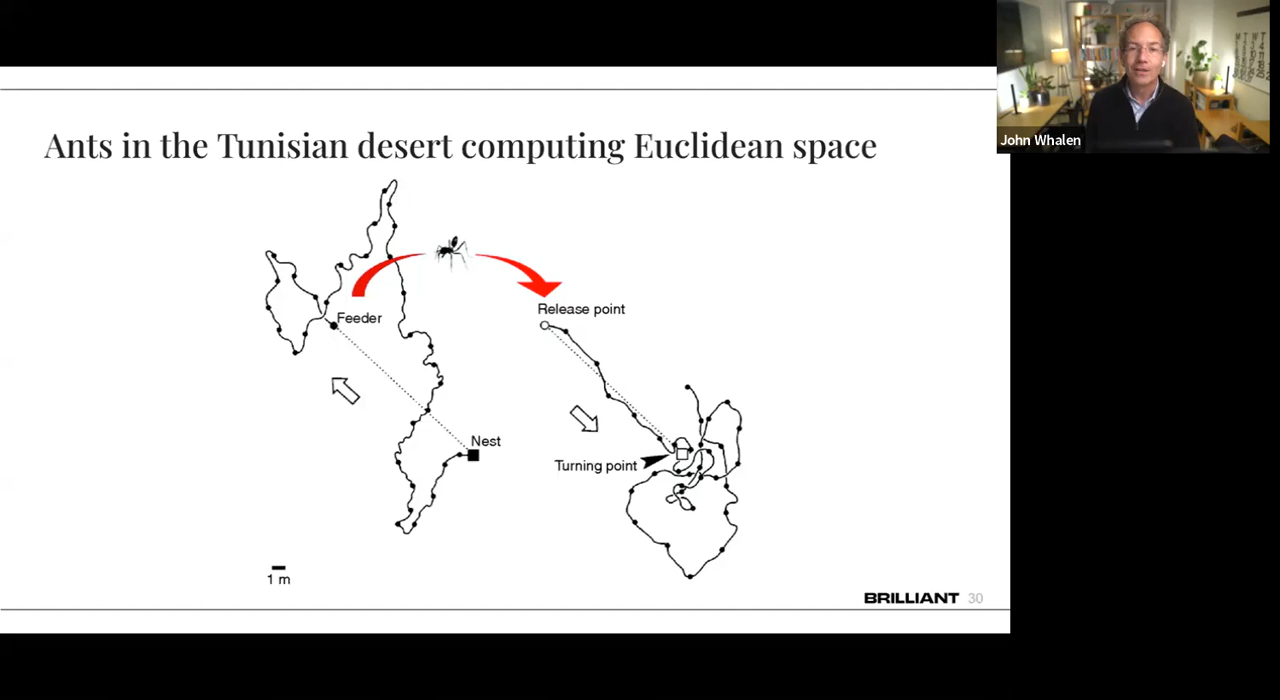 John Whalen
Ants in the Tunisian desert computing Euclidean space
Feeder
Release point
Nest
Turning point
1 m
BRILLIANT 30